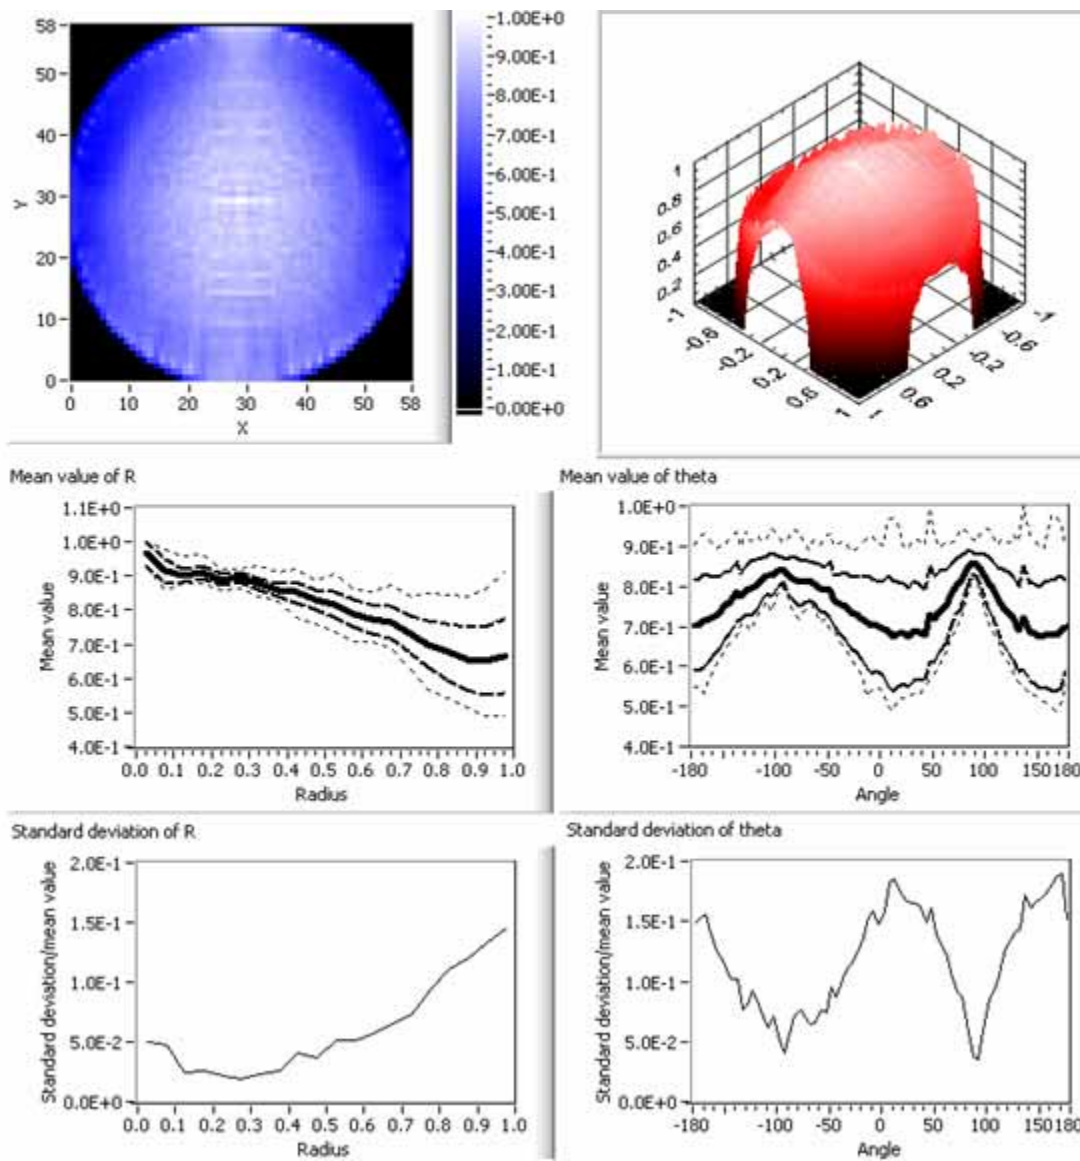 58
50
40
30
20
10
0
Y
0 10 20 30 40 50 58
X
1.00E+0
9.00E-1
8.00E-1
7.00E-1
6.00E-1
5.00E-1
4.00E-1
3.00E-1
2.00E-1
1.00E-1
0.00E+0
1
0.8
0.6
0.4
0.2
-1
-0.6
-0.2
0.2
0.6
1
-1
-0.6
-0.2
0.2
0.6
1
Mean value of R
1.1E+0
1.0E+0
9.0E-1
8.0E-1
7.0E-1
6.0E-1
5.0E-1
4.0E-1
Mean value
0.0 0.1 0.2 0.3 0.4 0.5 0.6 0.7 0.8 0.9 1.0
Radius
Mean value of theta
1.0E+0
9.0E-1
8.0E-1
7.0E-1
6.0E-1
5.0E-1
4.0E-1
Mean value
-180 -100 -50 0 50 100 150 180
Angle
Standard deviation of R
2.0E-1
1.5E-1
1.0E-1
5.0E-2
0.0E+0
Standard deviation/mean value
0.0 0.1 0.2 0.3 0.4 0.5 0.6 0.7 0.8 0.9 1.0
Radius
Standard deviation of theta
2.0E-1
1.5E-1
1.0E-1
5.0E-2
0.0E+0
Standard deviation/mean value
-180 -100 -50 0 50 100 150 180
Angle